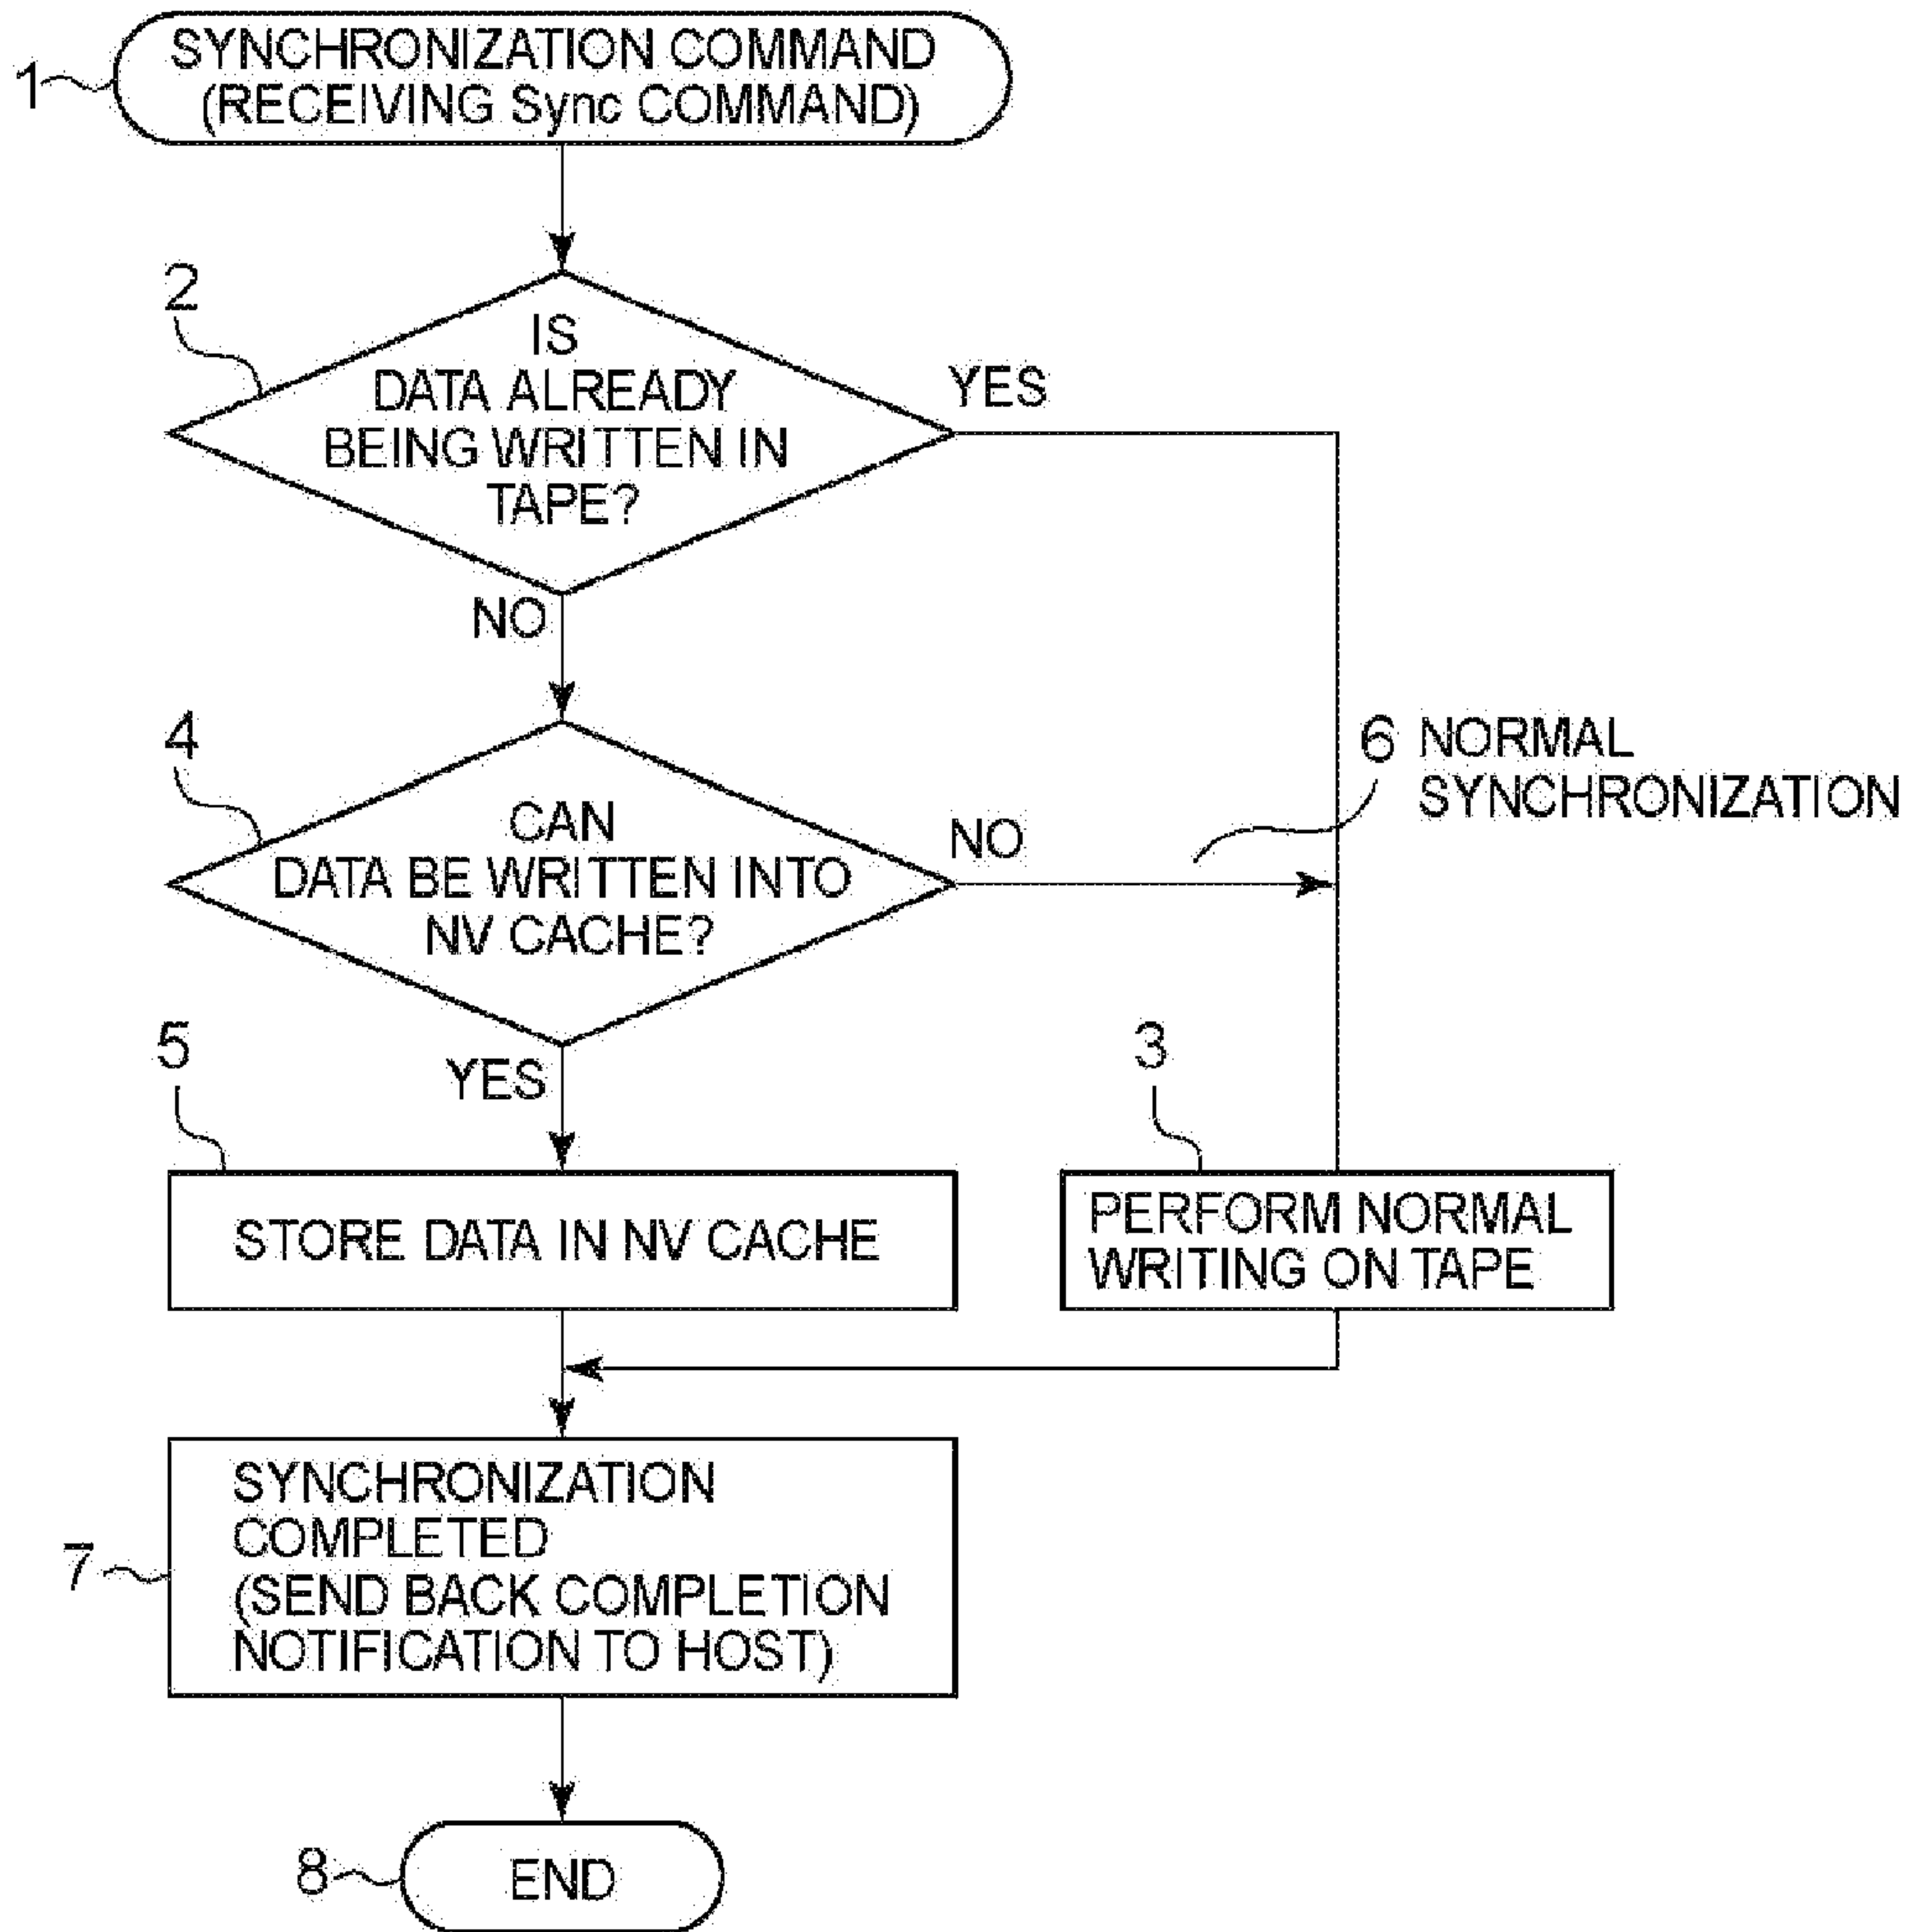 1
SYNCHRONIZATION COMMAND
(RECEIVING Sync COMMAND)
2
IS
DATA ALREADY
BEING WRITTEN IN
TAPE?
YES
NO
4
CAN
DATA BE WRITTEN INTO
NV CACHE?
NO
6 NORMAL
SYNCHRONIZATION
YES
5
STORE DATA IN NV CACHE
3
PERFORM NORMAL
WRITING ON TAPE
7
SYNCHRONIZATION
COMPLETED
(SEND BACK COMPLETION
NOTIFICATION TO HOST)
8
END